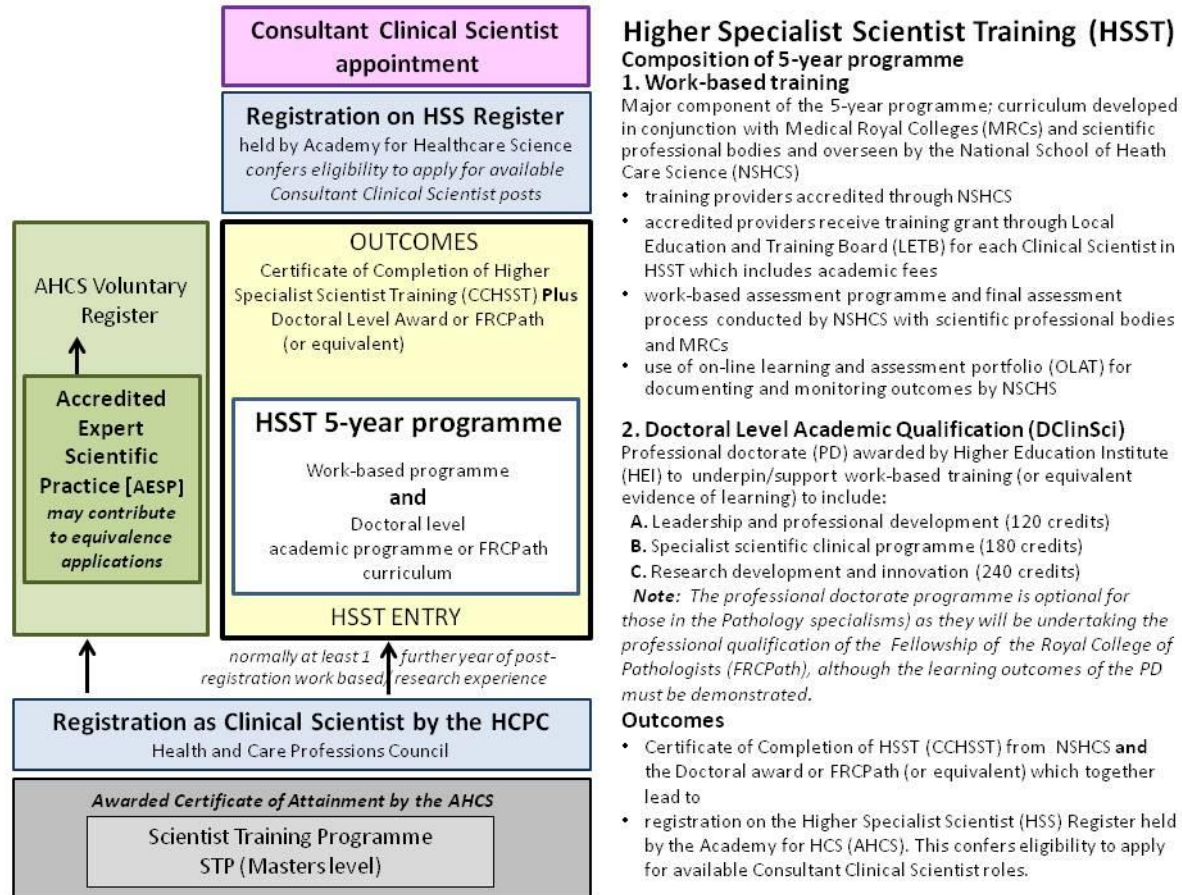 Consultant Clinical Scientist
appointment
Registration on HSS Register
held by Academy for Healthcare Science
confers eligibility to apply for available
Consultant Clinical Scientist posts
AHCS Voluntary
Register
Accredited
Expert
Scientific
Practice [AESP]
may contribute
to equivalence
applications
OUTCOMES
Certificate of Completion of Higher
Specialist Scientist Training (CCHSST) Plus
Doctoral Level Award or FRCPath
(or equivalent)
HSST 5-year programme
Work-based programme
and
Doctoral level
academic programme or FRCPath
curriculum
HSST ENTRY
normally at least 1 further year of post-
registration work based/ research experience
Registration as Clinical Scientist by the HCPC
Health and Care Professions Council
Awarded Certificate of Attainment by the AHCS
Scientist Training Programme
STP (Masters level)
Higher Specialist Scientist Training (HSST)
Composition of 5-year programme
1. Work-based training
Major component of the 5-year programme; curriculum developed
in conjunction with Medical Royal Colleges (MRCs) and scientific
professional bodies and overseen by the National School of Heath
Care Science (NSHCS)
• training providers accredited through NSHCS
• accredited providers receive training grant through Local
Education and Training Board (LETB) for each Clinical Scientist in
HSST which includes academic fees
• work-based assessment programme and final assessment
process conducted by NSHCS with scientific professional bodies
and MRCs
• use of on-line learning and assessment portfolio (OLAT) for
documenting and monitoring outcomes by NSCHS
2. Doctoral Level Academic Qualification (DClinSci)
Professional doctorate (PD) awarded by Higher Education Institute
(HEI) to underpin/support work-based training (or equivalent
evidence of learning) to include:
A. Leadership and professional development (120 credits)
B. Specialist scientific clinical programme (180 credits)
C. Research development and innovation (240 credits)
Note: The professional doctorate programme is optional for
those in the Pathology specialisms) as they will be undertaking the
professional qualification of the Fellowship of the Royal College of
Pathologists (FRCPath), although the learning outcomes of the PD
must be demonstrated.
Outcomes
• Certificate of Completion of HSST (CCHSST) from NSHCS and
the Doctoral award or FRCPath (or equivalent) which together
lead to
• registration on the Higher Specialist Scientist (HSS) Register held
by the Academy for HCS (AHCS). This confers eligibility to apply
for available Consultant Clinical Scientist roles.